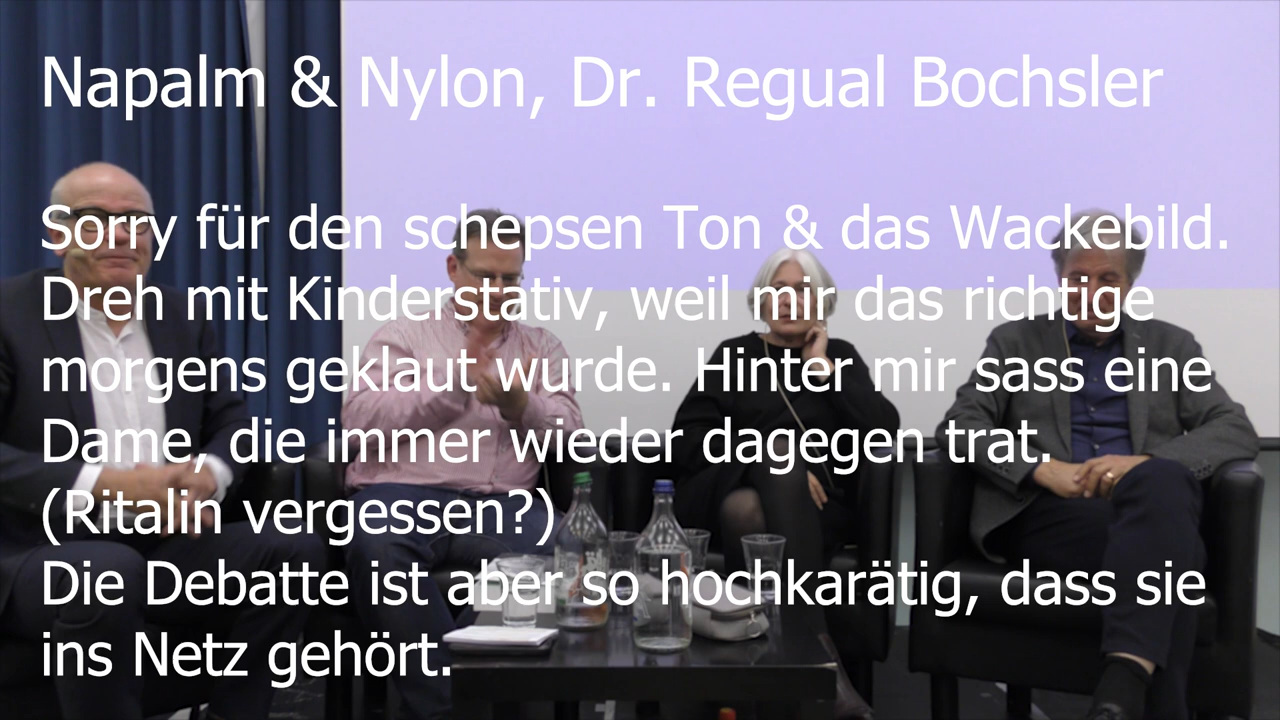 Napalm & Nylon, Dr. Regual Bochsler
Sorry für den schepsen Ton & das Wackebild.
Dreh mit Kinderstativ, weil mir das richtige
morgens geklaut wurde. Hinter mir sass eine
Dame, die immer wieder dagegen trat.
(Ritalin vergessen?)
Die Debatte ist aber so hochkarätig, dass sie
ins Netz gehört.